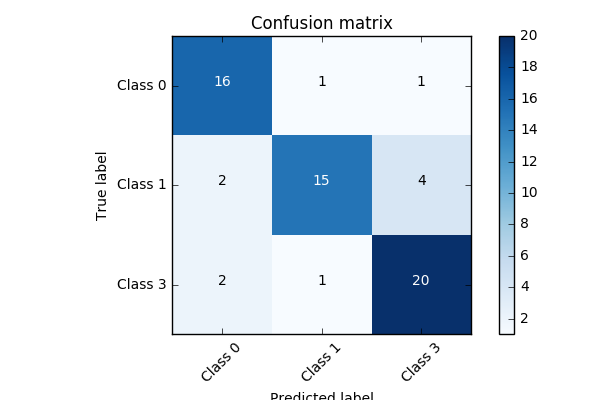 Confusion matrix
20
18
Class 0 16 1 1
16
14
True label
12
Class 1 2 15 4
10
8
6
Class 3 2 1 20
4
2
Class 0 Class 1 Class 3
Predicted label